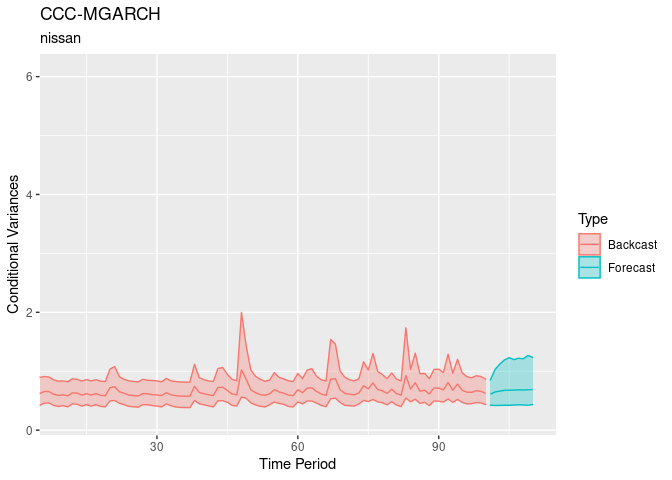 CCC-MGARCH
nissan
6
4
2
0
Conditional Variances
30
60
90
Time Period
Type
Backcast
Forecast